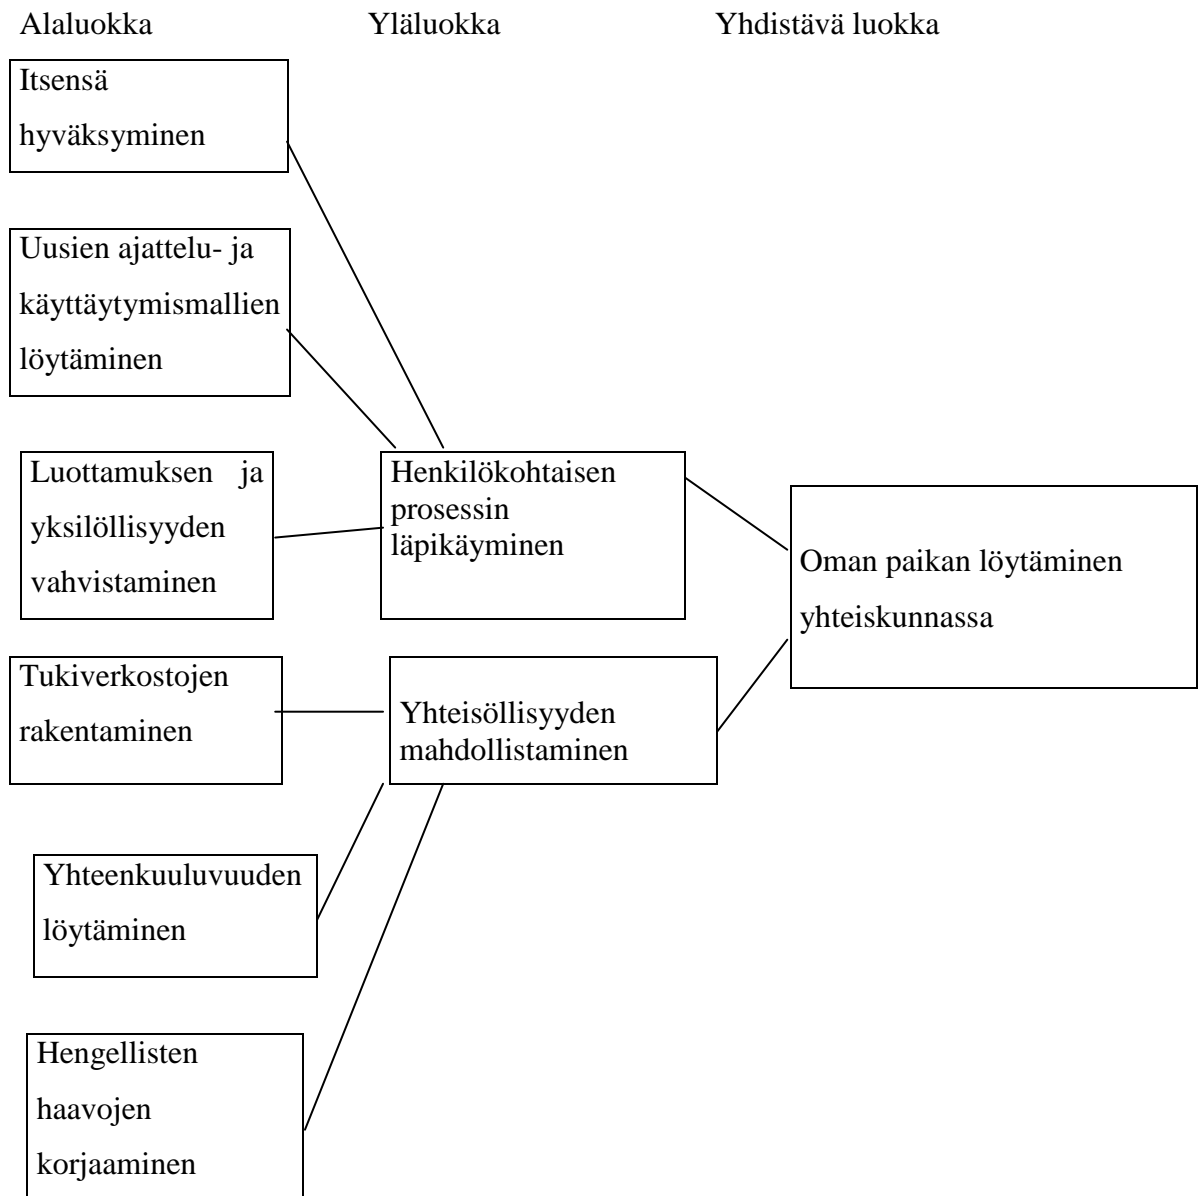 Alaluokka
Yläluokka
Yhdistävä luokka
Itsensä
hyväksyminen
Uusien ajattelu- ja
käyttäytymismallien
löytäminen
Luottamuksen ja
yksilöllisyyden
vahvistaminen
Henkilökohtaisen
prosessin
läpikäyminen
Oman paikan löytäminen
yhteiskunnassa
Tukiverkostojen
rakentaminen
Yhteisöllisyyden
mahdollistaminen
Yhteenkuuluvuuden
löytäminen
Hengellisten
haavojen
korjaaminen